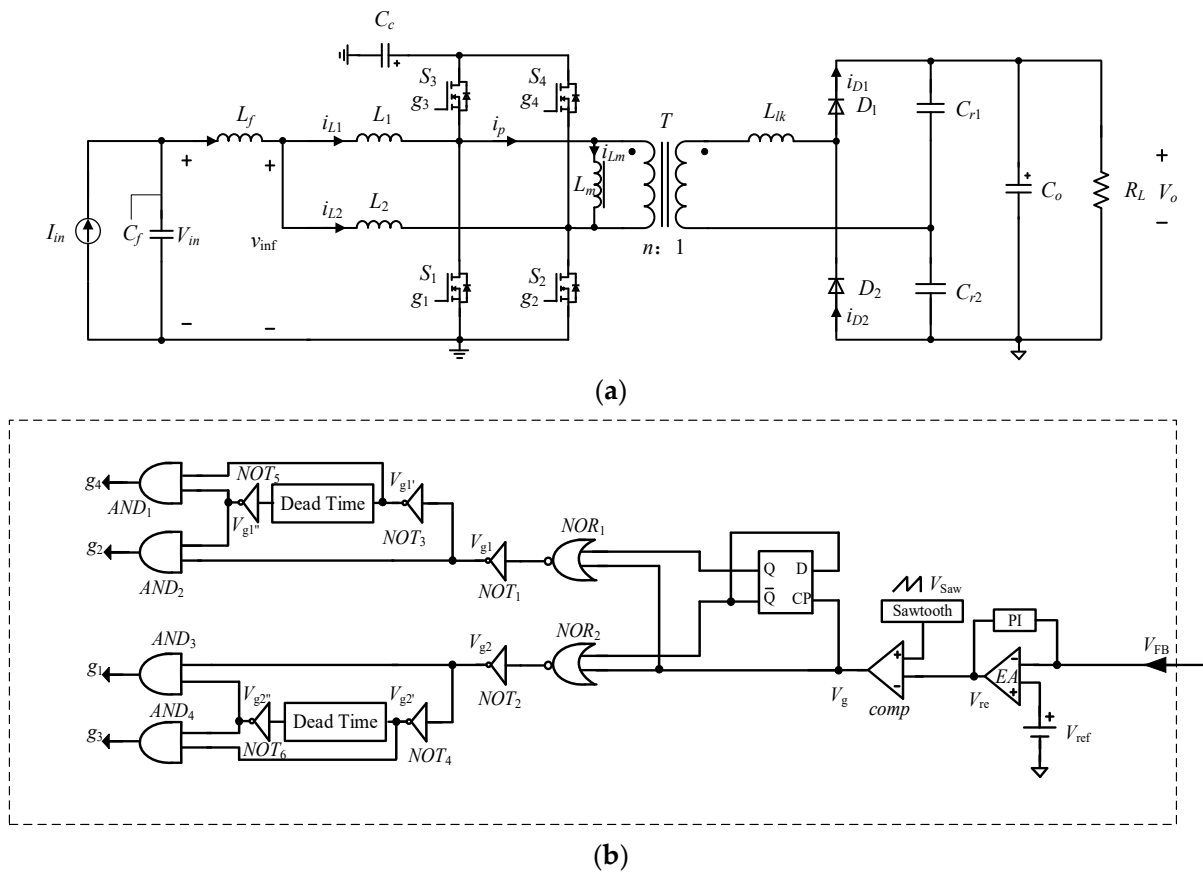 Cc
S3
S4
g3
g4
iD1
D1
Lf
iL1
L1
ip
T
Llk
Cr1
iLm
Lm
Iin
Cf
Vin
vinf
iL2
L2
n: 1
Co
RL
Vo
S1
S2
g1
g2
D2
iD2
Cr2
(a)
g4
AND1
NOT5
Dead Time
Vg1'
Vg1"
NOT3
g2
AND2
Vg1
NOT1
NOR1
Q
D
Q
CP
VSaw
Sawtooth
PI
AND3
g1
Vg2
NOT2
NOR2
Vg
comp
Vre
EA
VFB
Vref
Vg2"
Dead Time
Vg2'
AND4
g3
NOT6
NOT4
(b)